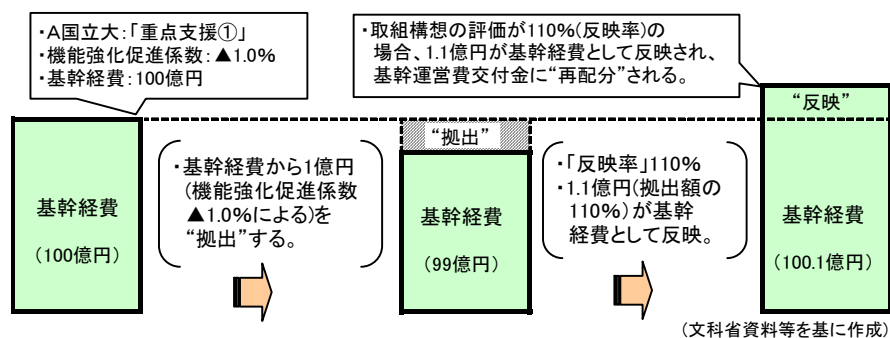 ・A国立大：「重点支援①」
・機能強化促進係数：▲1.0％
・基幹経費：100億円
・取組構想の評価が110％(反映率)の
場合、1.1億円が基幹経費として反映され、
基幹運営費交付金に“再配分”される。
基幹経費
(100億円)
・基幹経費から1億円
(機能強化促進係数
▲1.0％による)を
“拠出”する。
“拠出”
基幹経費
(99億円)
・「反映率」110％
・1.1億円(拠出額の
110％)が基幹
経費として反映。
“反映”
基幹経費
(100.1億円)
(文科省資料等を基に作成)